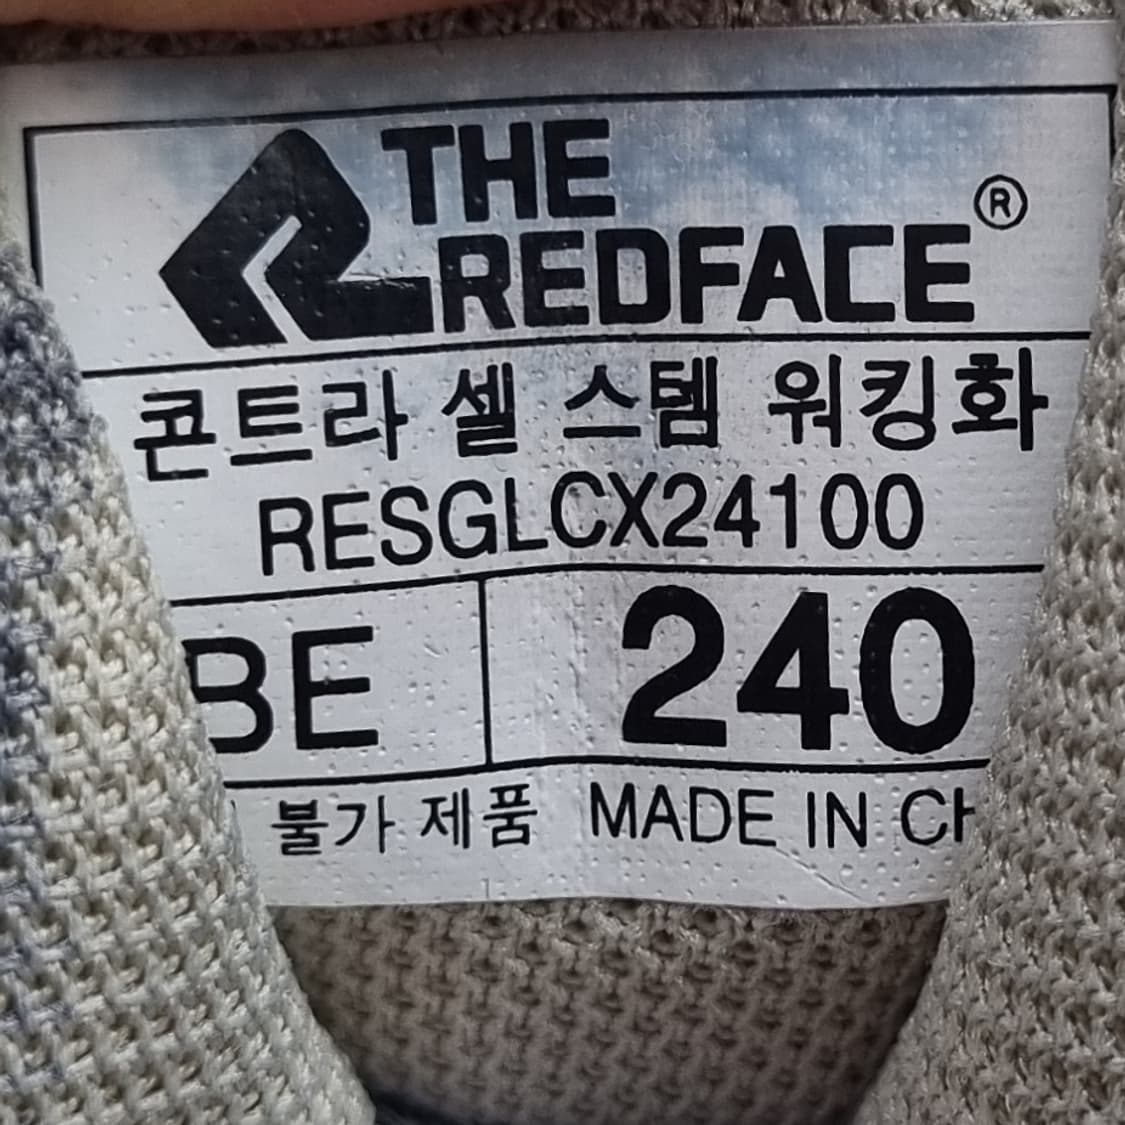 THE
REDFACE®
콘트라 셀 스템 워킹화
RESGLCX24100
BE 240
불가 제품 MADE IN CH